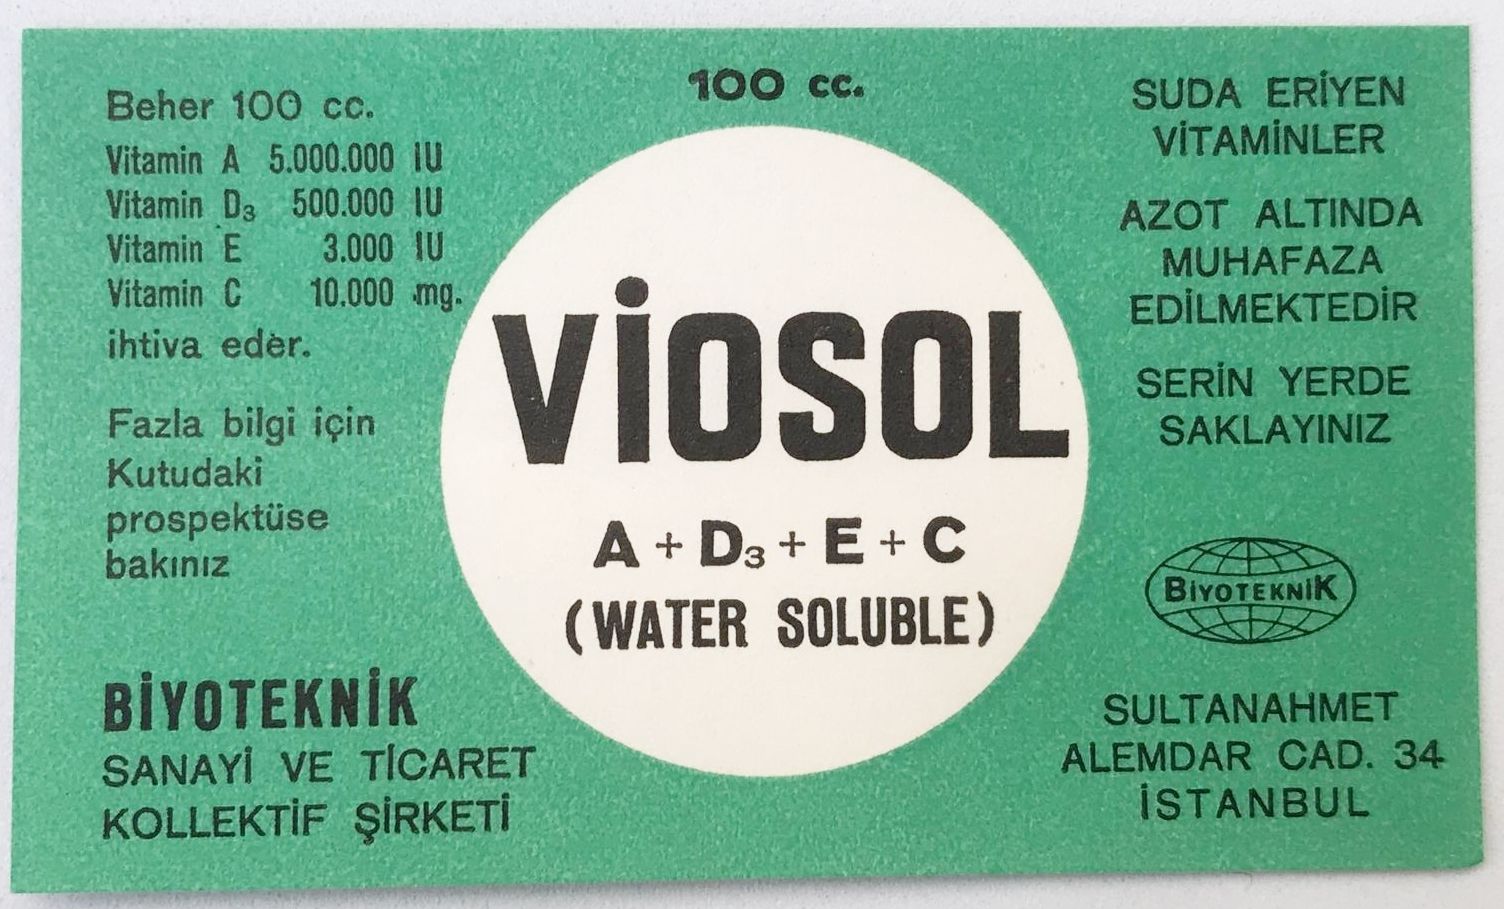 Beher 100 cc.
Vitamin A 5.000.000 IU
Vitamin D₃ 500.000 IU
Vitamin E 3.000 IU
Vitamin C 10.000 mg.
ihtiva eder.
Fazla bilgi için
Kutudaki
prospektüse
bakınız
BİYOTEKNİK
SANAYİ VE TİCARET
KOLLEKTİF ŞİRKETİ
100 cc.
VİOSOL
A + D₃ + E + C
(WATER SOLUBLE)
SUDA ERİYEN
VİTAMİNLER
AZOT ALTINDA
MUHAFAZA
EDİLMEKTEDİR
SERİN YERDE
SAKLAYINIZ
BİYOTEKNİK
SULTANAHMET
ALEMDAR CAD. 34
İSTANBUL